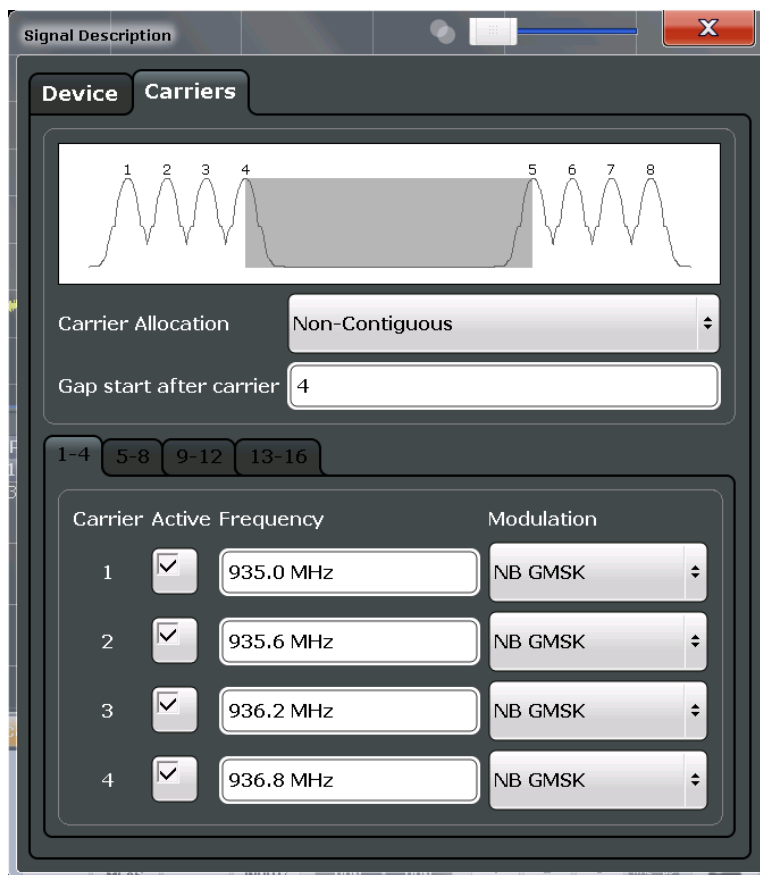 Signal Description
X
Device Carriers
1 2 3 4 5 6 7 8
Carrier Allocation Non-Contiguous
Gap start after carrier 4
1-4 5-8 9-12 13-16
Carrier Active Frequency Modulation
1 935.0 MHz NB GMSK
2 935.6 MHz NB GMSK
3 936.2 MHz NB GMSK
4 936.8 MHz NB GMSK